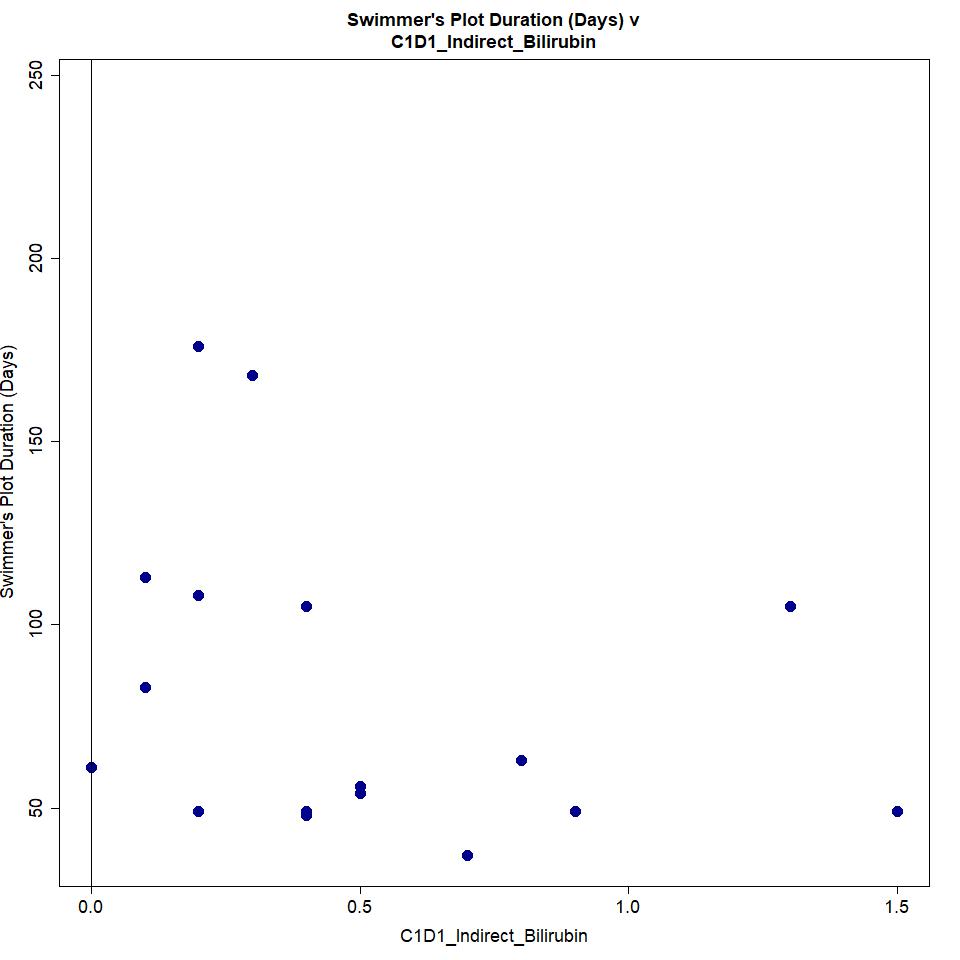 Swimmer's Plot Duration (Days) v
C1D1_Indirect_Bilirubin
Swimmer's Plot Duration (Days)
250
200
150
100
50
0.0
0.5
1.0
1.5
C1D1_Indirect_Bilirubin